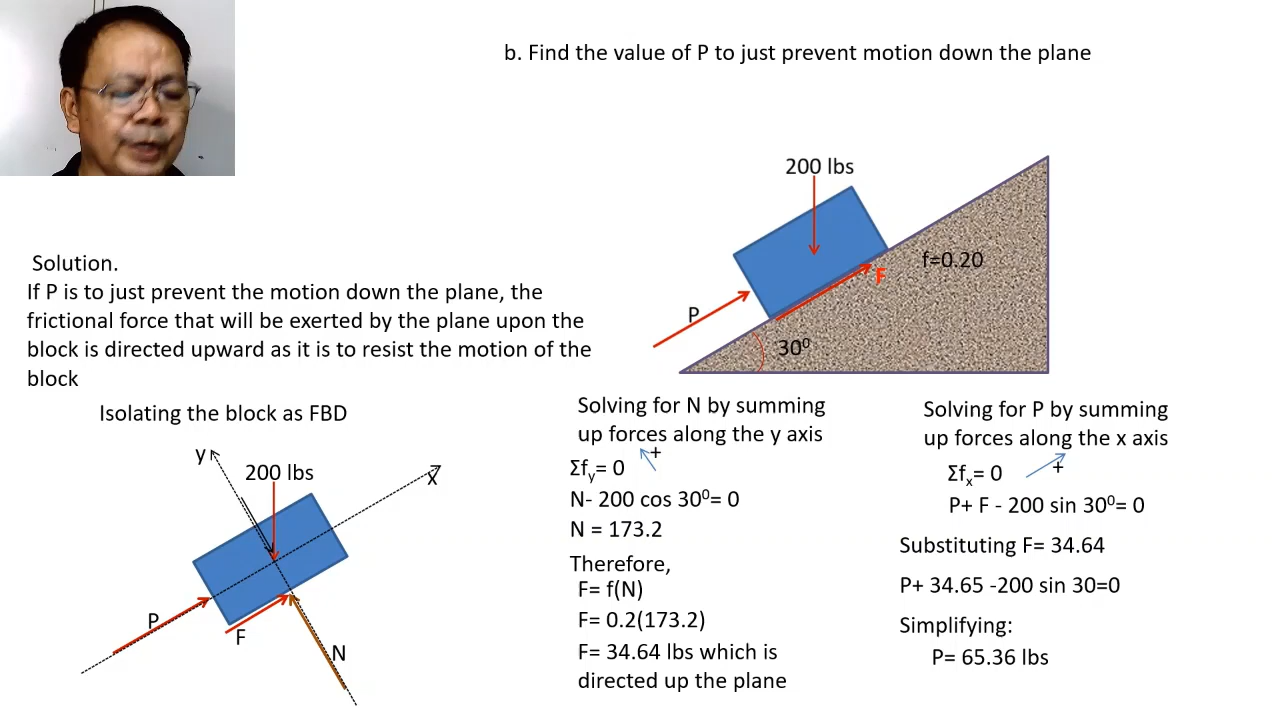 b. Find the value of P to just prevent motion down the plane
200 lbs
f=0.20
F
P
30⁰
Solution.
If P is to just prevent the motion down the plane, the
frictional force that will be exerted by the plane upon the
block is directed upward as it is to resist the motion of the
block
Isolating the block as FBD
y
200 lbs
x
P
F
N
Solving for N by summing
up forces along the y axis
+
Σfy= 0
N- 200 cos 30⁰= 0
N = 173.2
Therefore,
F= f(N)
F= 0.2(173.2)
F= 34.64 lbs which is
directed up the plane
Solving for P by summing
up forces along the x axis
+
Σfx= 0
P+ F - 200 sin 30⁰= 0
Substituting F= 34.64
P+ 34.65 -200 sin 30=0
Simplifying:
P= 65.36 lbs